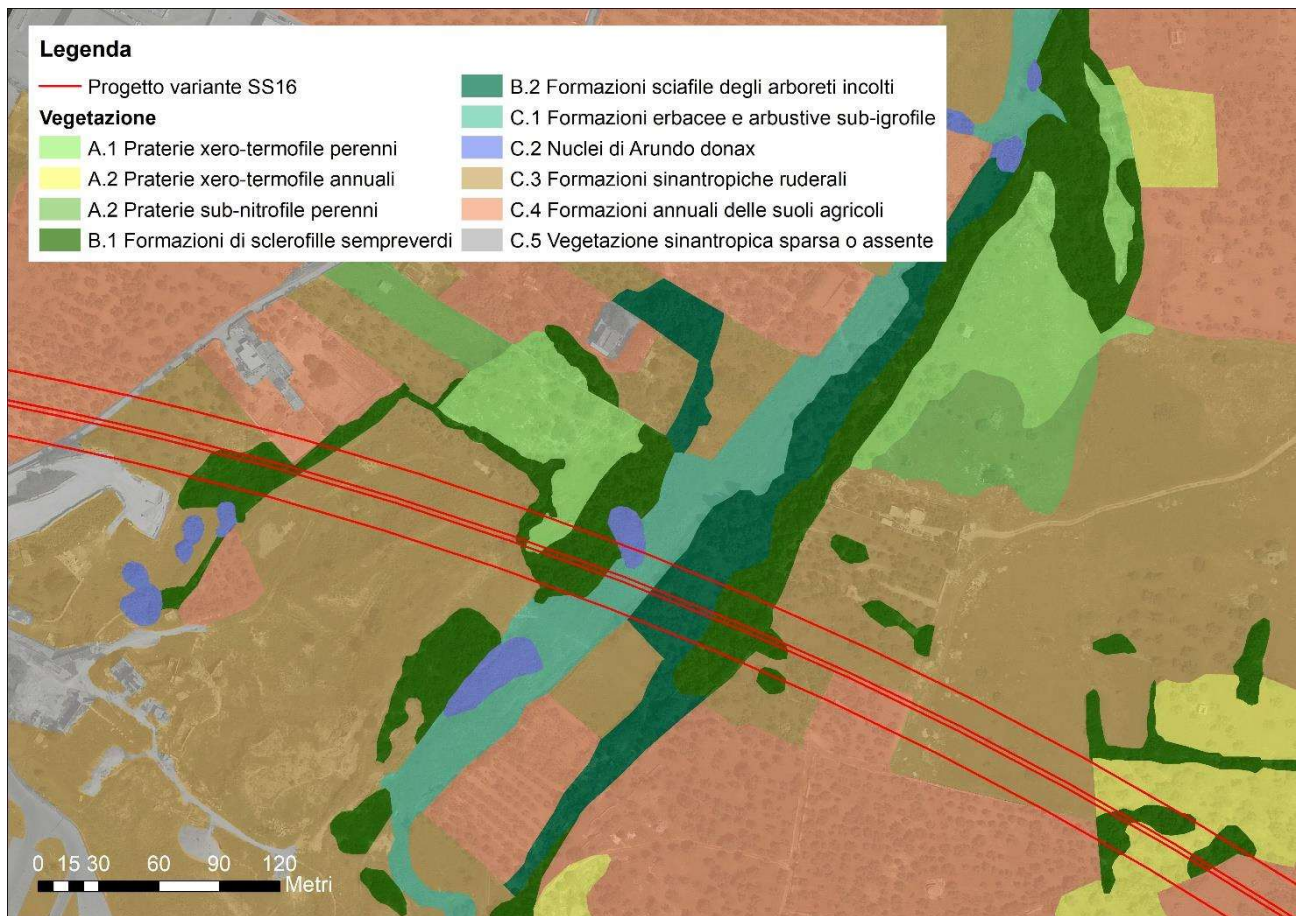 Legenda
Progetto variante SS16
Vegetazione
A.1 Praterie xero-termofile perenni
A.2 Praterie xero-termofile annuali
A.2 Praterie sub-nitrofile perenni
B.1 Formazioni di sclerofille sempreverdi
B.2 Formazioni sciafile degli arboreti incolti
C.1 Formazioni erbacee e arbustive sub-igrofile
C.2 Nuclei di Arundo donax
C.3 Formazioni sinantropiche ruderali
C.4 Formazioni annuali delle suoli agricoli
C.5 Vegetazione sinantropica sparsa o assente
0 15 30 60 90 120
Metri